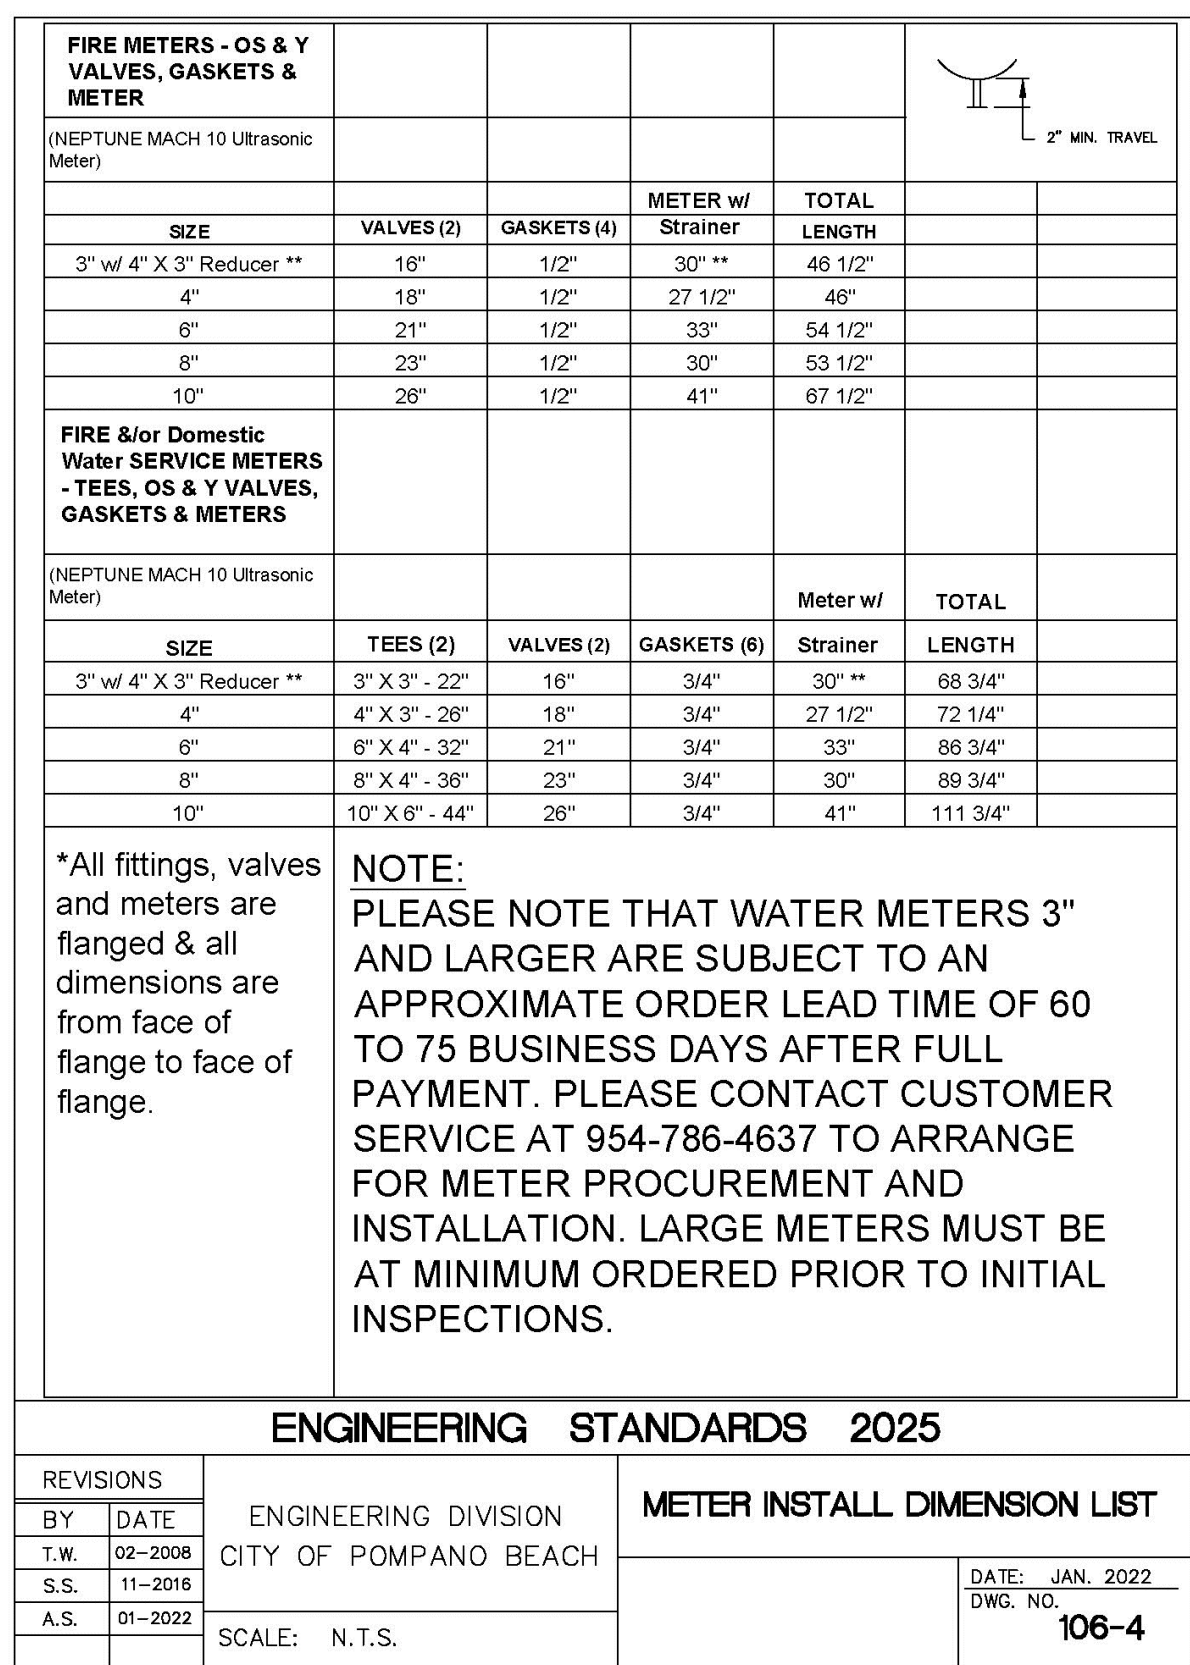 FIRE METERS - OS & Y
VALVES, GASKETS &
METER
2" MIN. TRAVEL
(NEPTUNE MACH 10 Ultrasonic
Meter)
METER w/ TOTAL
SIZE VALVES (2) GASKETS (4) Strainer LENGTH
3" w/ 4" X 3" Reducer ** 16" 1/2" 30" ** 46 1/2"
4" 18" 1/2" 27 1/2" 46"
6" 21" 1/2" 33" 54 1/2"
8" 23" 1/2" 30" 53 1/2"
10" 26" 1/2" 41" 67 1/2"
FIRE &/or Domestic
Water SERVICE METERS
- TEES, OS & Y VALVES,
GASKETS & METERS
(NEPTUNE MACH 10 Ultrasonic
Meter) Meter w/ TOTAL
SIZE TEES (2) VALVES (2) GASKETS (6) Strainer LENGTH
3" w/ 4" X 3" Reducer ** 3" X 3" - 22" 16" 3/4" 30" ** 68 3/4"
4" 4" X 3" - 26" 18" 3/4" 27 1/2" 72 1/4"
6" 6" X 4" - 32" 21" 3/4" 33" 86 3/4"
8" 8" X 4" - 36" 23" 3/4" 30" 89 3/4"
10" 10" X 6" - 44" 26" 3/4" 41" 111 3/4"
*All fittings, valves
and meters are
flanged & all
dimensions are
from face of
flange to face of
flange.
NOTE:
PLEASE NOTE THAT WATER METERS 3"
AND LARGER ARE SUBJECT TO AN
APPROXIMATE ORDER LEAD TIME OF 60
TO 75 BUSINESS DAYS AFTER FULL
PAYMENT. PLEASE CONTACT CUSTOMER
SERVICE AT 954-786-4637 TO ARRANGE
FOR METER PROCUREMENT AND
INSTALLATION. LARGE METERS MUST BE
AT MINIMUM ORDERED PRIOR TO INITIAL
INSPECTIONS.
ENGINEERING STANDARDS 2025
REVISIONS
BY DATE
T.W. 02-2008
S.S. 11-2016
A.S. 01-2022
ENGINEERING DIVISION
CITY OF POMPANO BEACH
SCALE: N.T.S.
METER INSTALL DIMENSION LIST
DATE: JAN. 2022
DWG. NO.
106-4